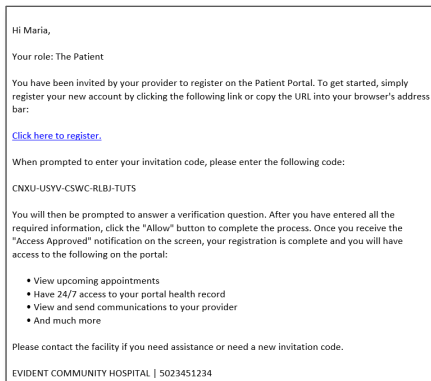 Hi Maria,
Your role: The Patient
You have been invited by your provider to register on the Patient Portal. To get started, simply
register your new account by clicking the following link or copy the URL into your browser's address
bar:
Click here to register.
When prompted to enter your invitation code, please enter the following code:
CNXU-USYV-CSWC-RLBJ-TUTS
You will then be prompted to answer a verification question. After you have entered all the
required information, click the "Allow" button to complete the process. Once you receive the
"Access Approved" notification on the screen, your registration is complete and you will have
access to the following on the portal:
• View upcoming appointments
• Have 24/7 access to your portal health record
• View and send communications to your provider
• And much more
Please contact the facility if you need assistance or need a new invitation code.
EVIDENT COMMUNITY HOSPITAL | 5023451234